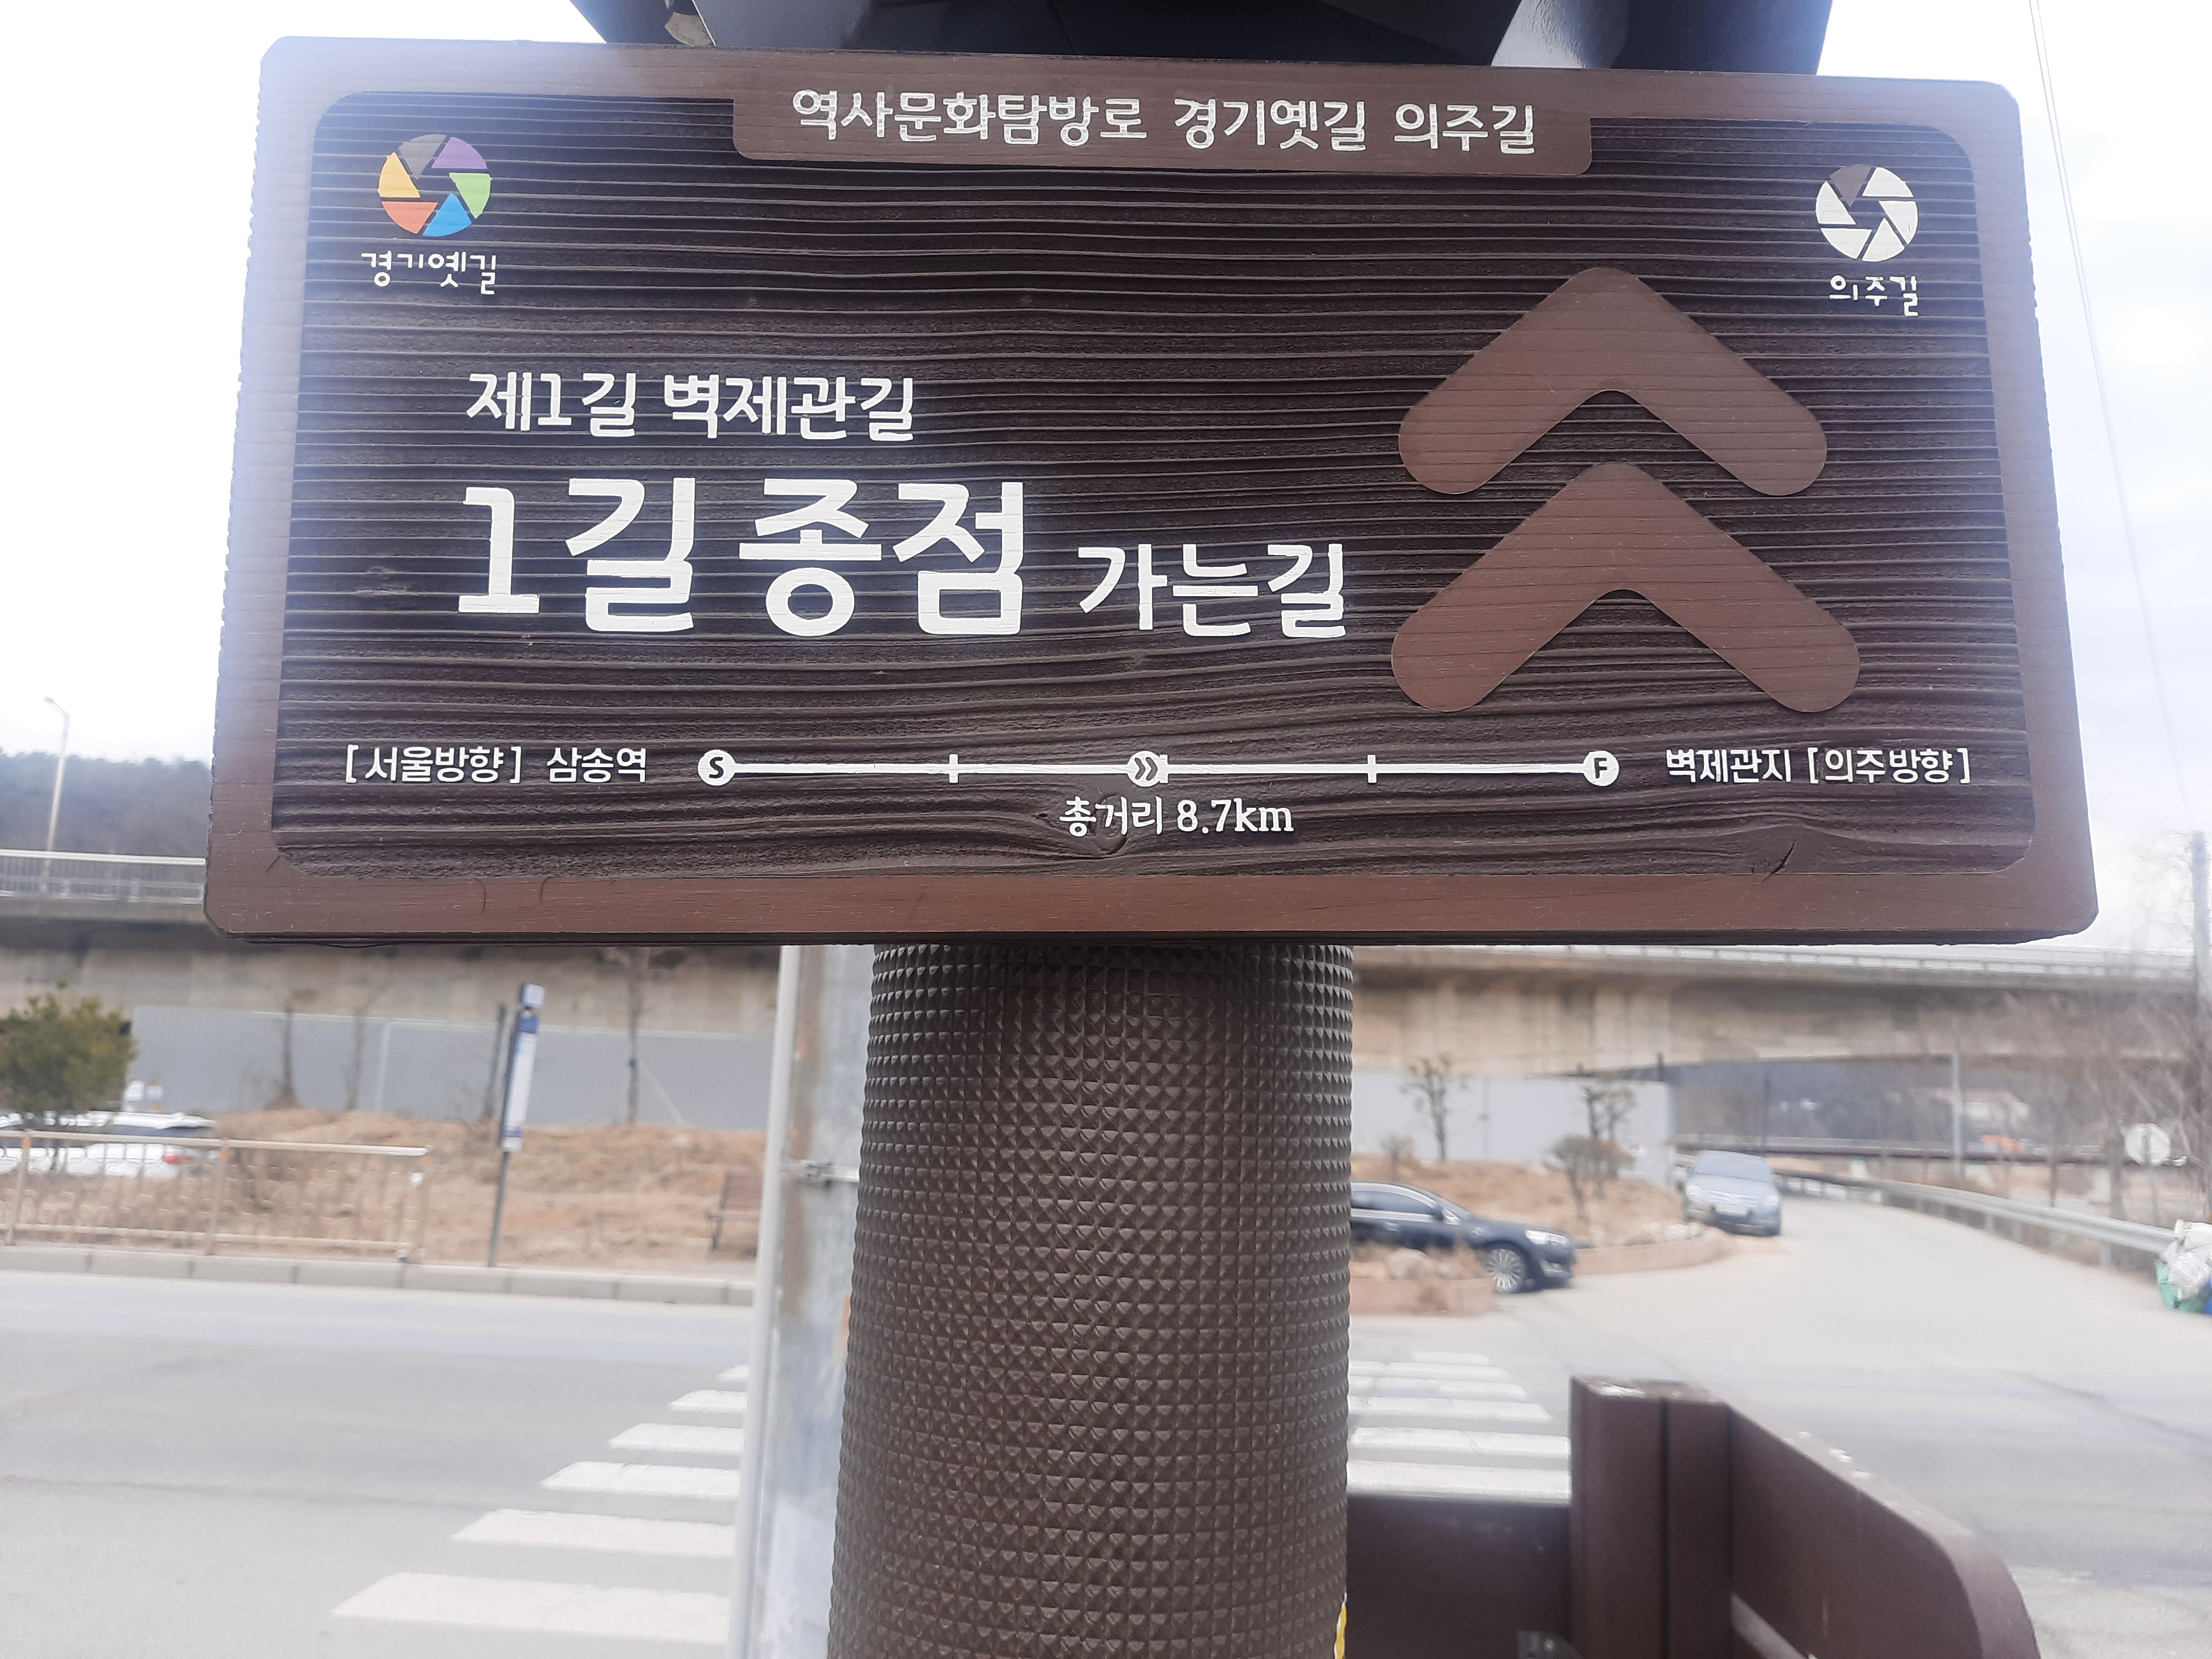 역사문화탐방로 경기옛길 의주길
경기옛길
의주길
제1길 벽제관길
1길 종점 가는길
[서울방향] 삼송역 S F 벽제관지 [의주방향]
총거리 8.7km